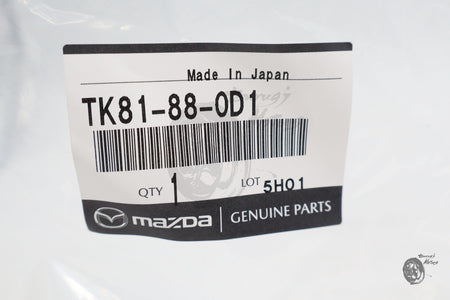 Made In Japan
TK81-88-0D1
QTY 1 LOT 5H01
mazda GENUINE PARTS